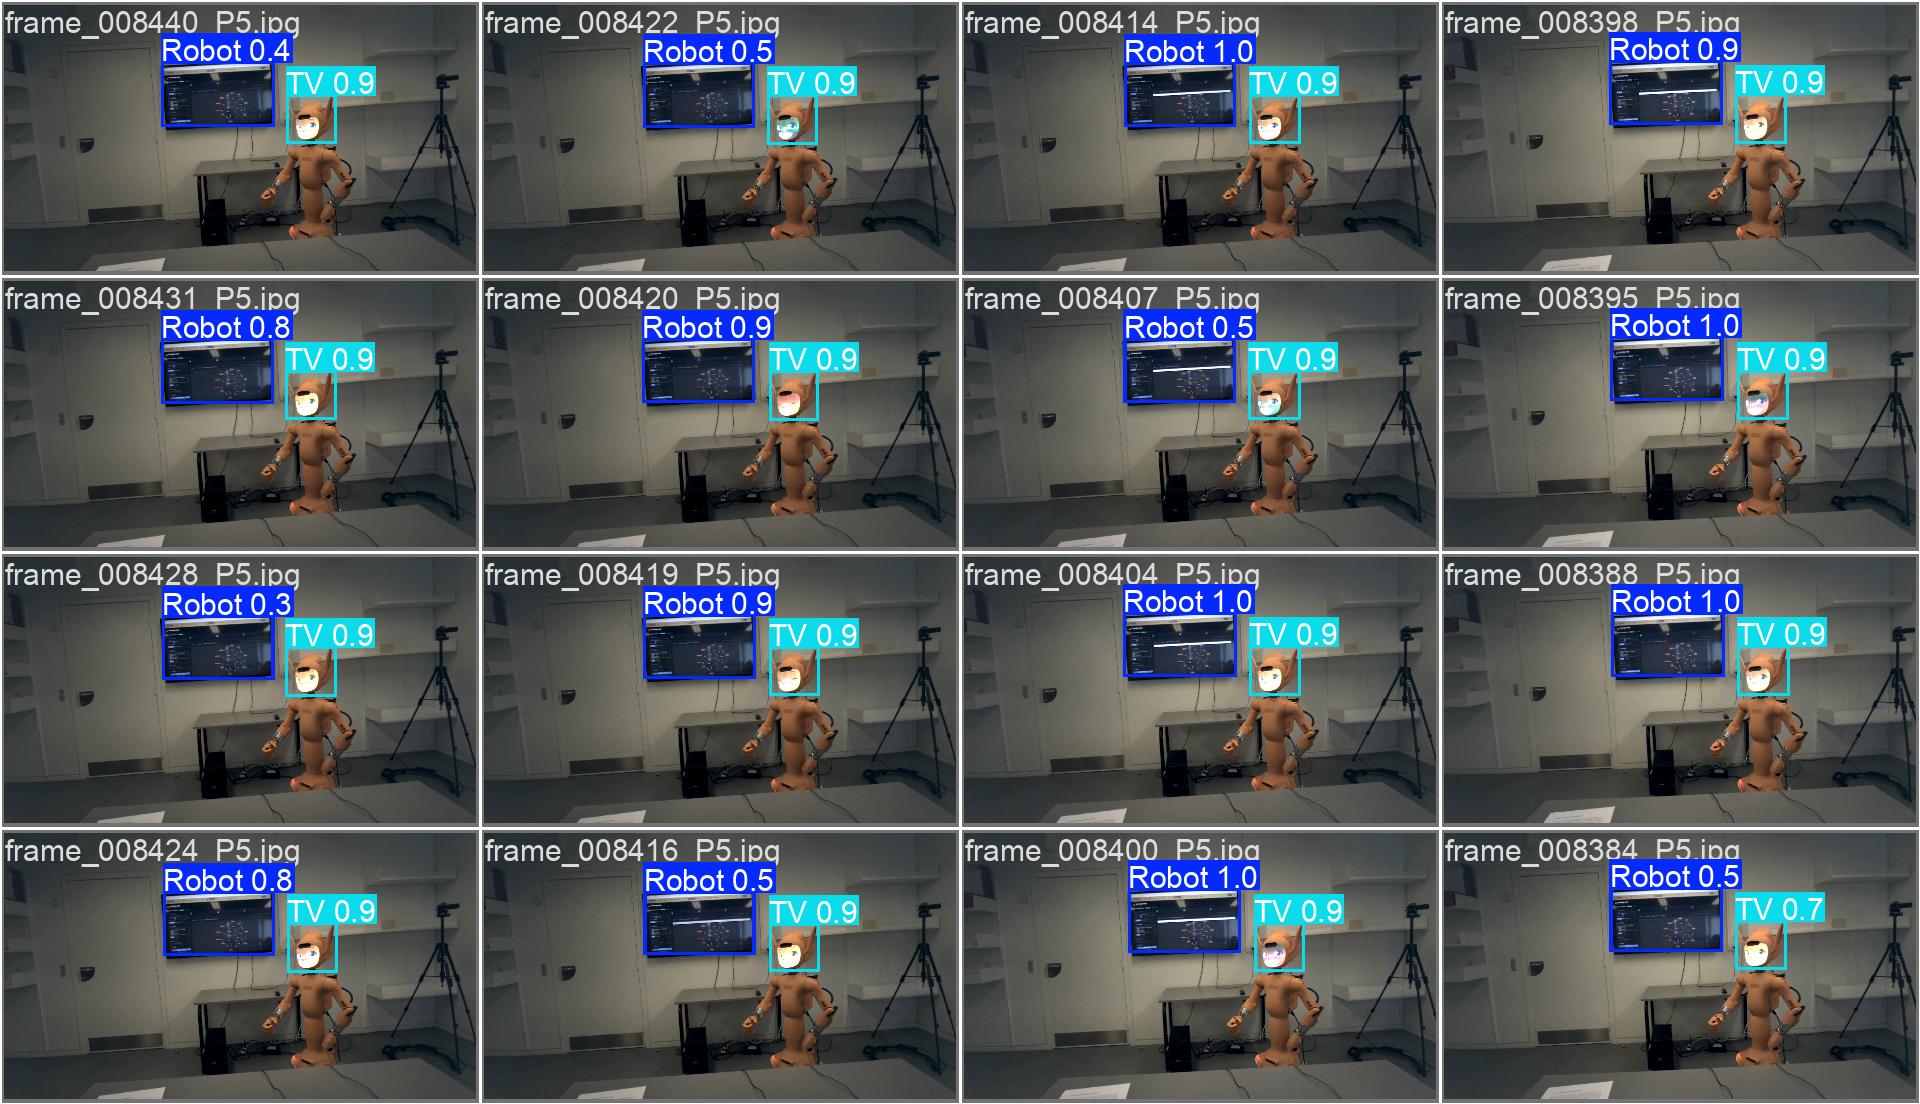 frame_008440_P5.jpg
Robot 0.4
TV 0.9
frame_008422_P5.jpg
Robot 0.5
TV 0.9
frame_008414_P5.jpg
Robot 1.0
TV 0.9
frame_008398_P5.jpg
Robot 0.9
TV 0.9
frame_008431_P5.jpg
Robot 0.8
TV 0.9
frame_008420_P5.jpg
Robot 0.9
TV 0.9
frame_008407_P5.jpg
Robot 0.5
TV 0.9
frame_008395_P5.jpg
Robot 1.0
TV 0.9
frame_008428_P5.jpg
Robot 0.3
TV 0.9
frame_008419_P5.jpg
Robot 0.9
TV 0.9
frame_008404_P5.jpg
Robot 1.0
TV 0.9
frame_008388_P5.jpg
Robot 1.0
TV 0.9
frame_008424_P5.jpg
Robot 0.8
TV 0.9
frame_008416_P5.jpg
Robot 0.5
TV 0.9
frame_008400_P5.jpg
Robot 1.0
TV 0.9
frame_008384_P5.jpg
Robot 0.5
TV 0.7